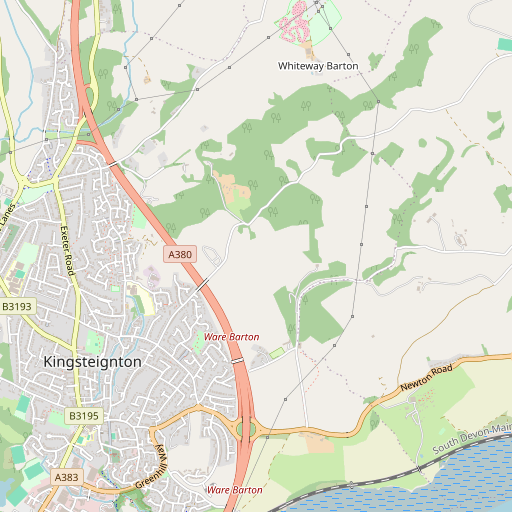 Whiteway Barton
Lanes
Exeter Road
A380
B3193
Ware Barton
Kingsteignton
Newton Road
B3195
South Devon Main
Greenhill Way
A383
Ware Barton